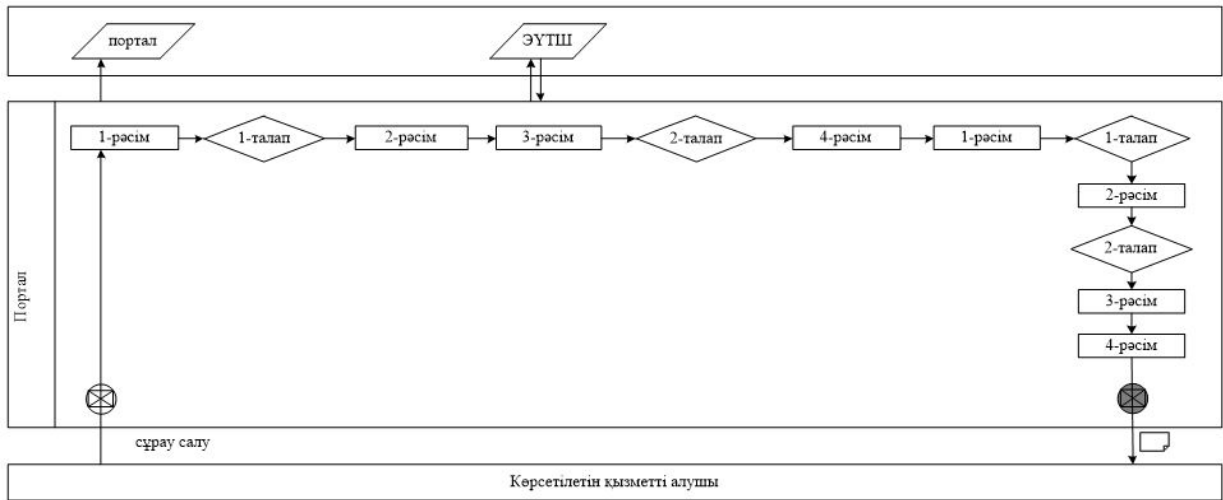 портал
ЭҮТШ
1-рәсім
1-талап
2-рәсім
3-рәсім
2-талап
4-рәсім
1-рәсім
1-талап
2-рәсім
2-талап
3-рәсім
4-рәсім
Портал
сұрау салу
Көрсетілетін қызметті алушы